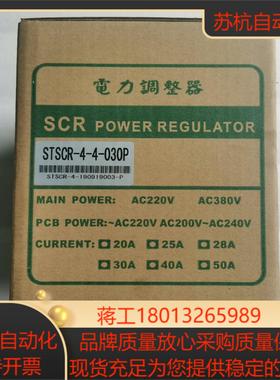 苏杭自动
電力調整器
SCR POWER REGULATOR
STSCR-4-4-030P
STSCR-4-190919003-P
MAIN POWER: AC220V AC380V
PCB POWER: ~AC220V AC200V~AC240V
CURRENT: 20A 25A 28A
30A 40A 50A
自动化 蒋工18013265989
品牌质量放心采购质量保
开票 现货充足为您提供稳定的